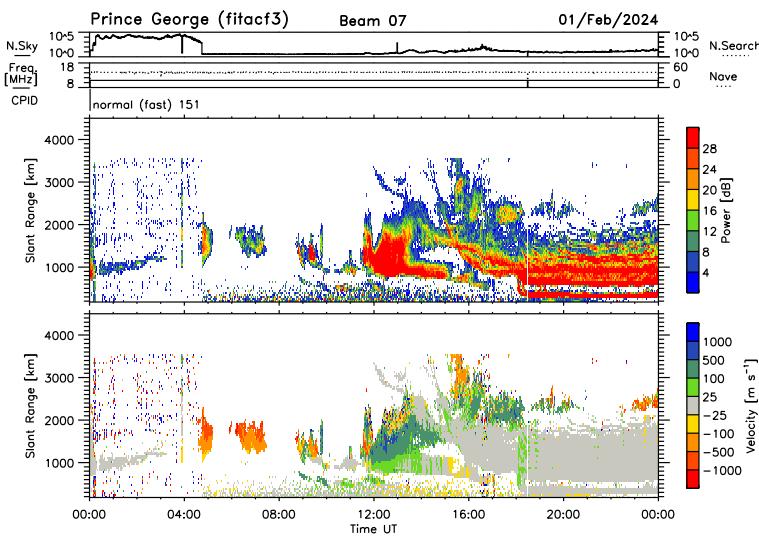 Prince George (fitacf3) Beam 07 01/Feb/2024
N.Sky 10^5 10^0 10^5 10^0 N.Search
Freq. [MHz] 18 8 60 0 Nave
CPID normal (fast) 151
Slant Range [km] 4000 3000 2000 1000
Power [dB] 28 24 20 16 12 8 4
Slant Range [km] 4000 3000 2000 1000
Velocity [m s⁻¹] 1000 500 100 25 −25 −100 −500 −1000
00:00 04:00 08:00 12:00 16:00 20:00 00:00
Time UT